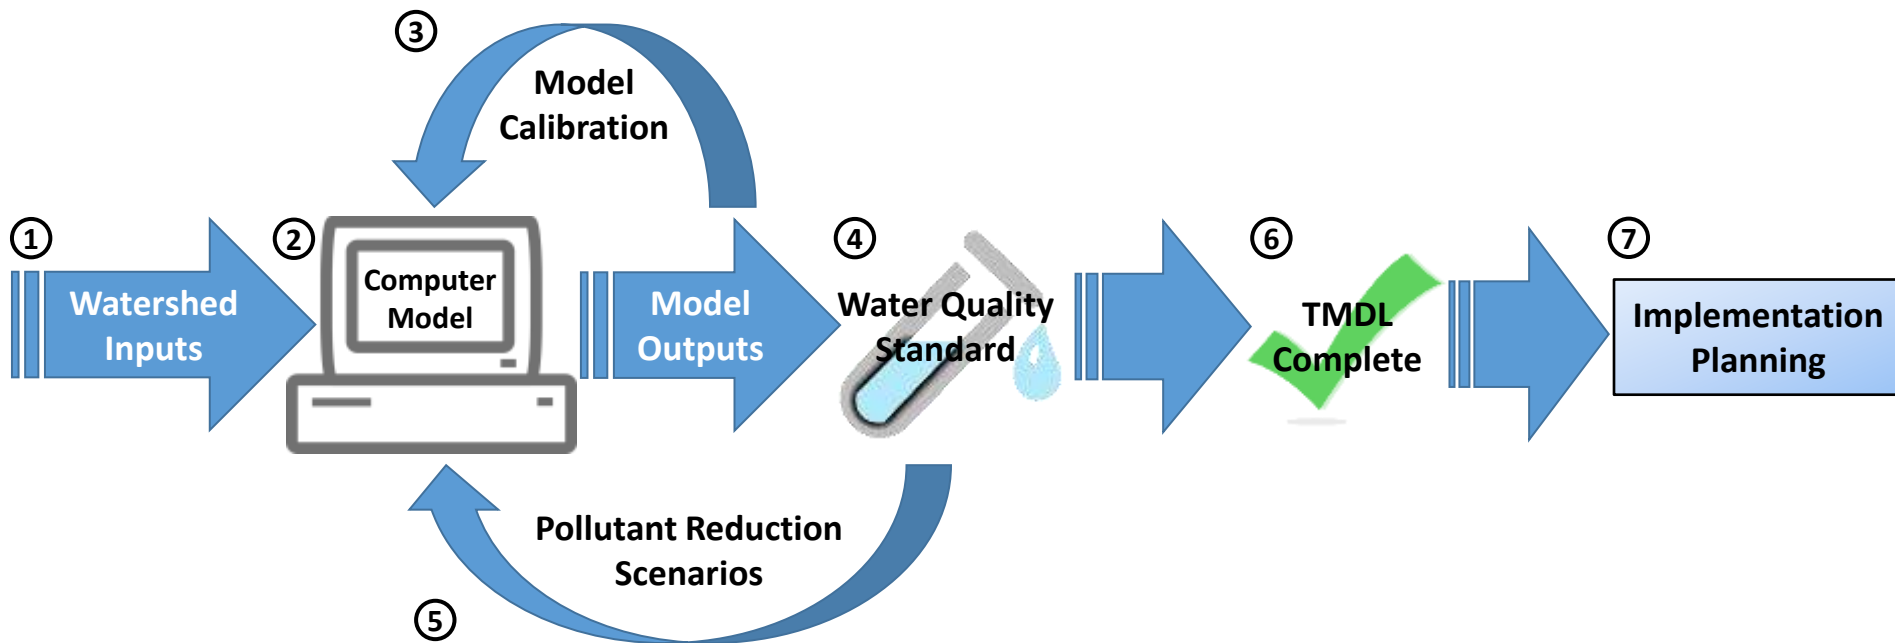 ①
Watershed
Inputs
②
Computer
Model
③
Model
Calibration
Model
Outputs
④
Water Quality
Standard
⑤
Pollutant Reduction
Scenarios
⑥
TMDL
Complete
⑦
Implementation
Planning